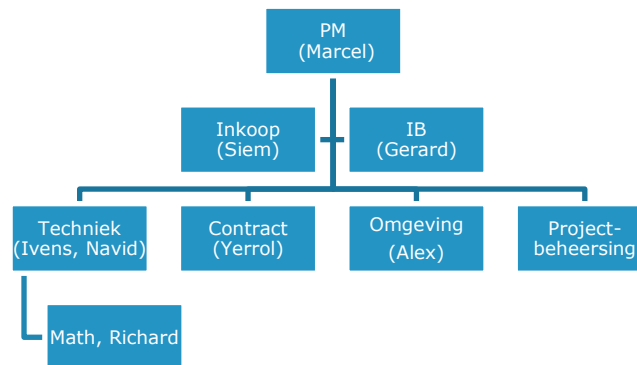 PM
(Marcel)
Inkoop
(Siem)
IB
(Gerard)
Techniek
(Ivens, Navid)
Contract
(Yerrol)
Omgeving
(Alex)
Project-
beheersing
Math, Richard